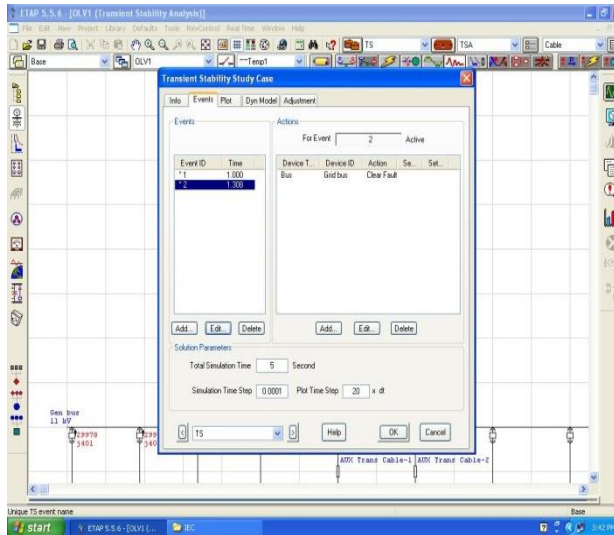 ETAP 5.5.6 - [OLV1 (Transient Stability Analysis)]
File Edit View Project Library Defaults Tools RevControl Real-Time Window Help
TS TSA Cable
Base OLV1 ~~Temp1
Transient Stability Study Case
Info Events Plot Dyn Model Adjustment
Events
Event ID Time
* 1 1.000
* 2 1.308
Add... Edit... Delete
Actions
For Event 2 Active
Device T... Device ID Action Se... Set...
Bus Grid bus Clear Fault
Add... Edit... Delete
Solution Parameters
Total Simulation Time 5 Second
Simulation Time Step 0.0001 Plot Time Step 20 x dt
TS Help OK Cancel
Gen bus
11 kV
29978
j401
AUX Trans Cable-1 AUX Trans Cable-2
Unique TS event name Base
start ETAP 5.5.6 - [OLV1 (... IEC 3:42 PM